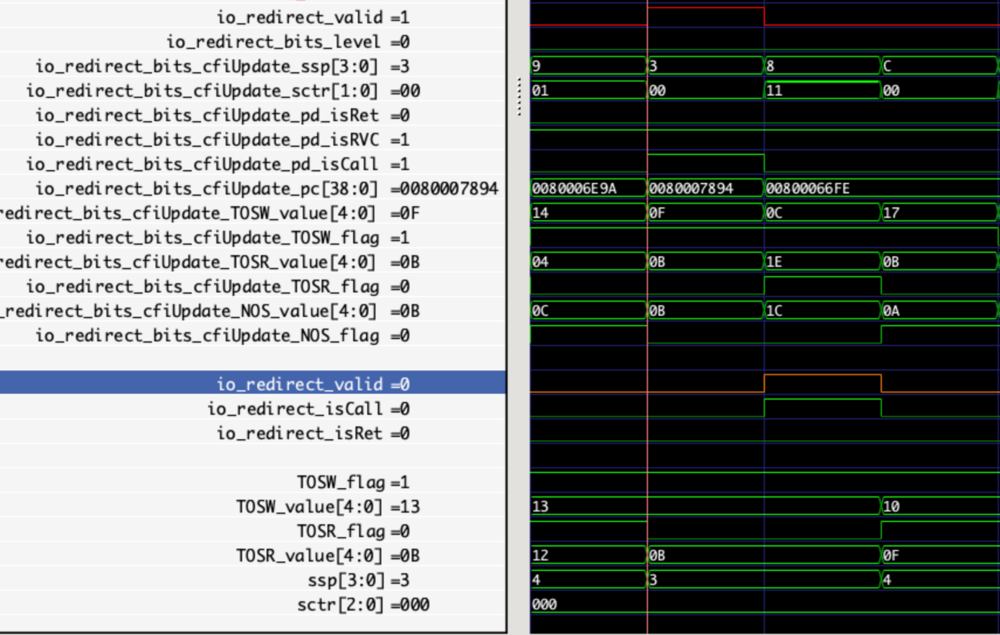 io_redirect_valid =1
io_redirect_bits_level =0
io_redirect_bits_cfiUpdate_ssp[3:0] =3 9 3 8 C
io_redirect_bits_cfiUpdate_sctr[1:0] =00 01 00 11 00
io_redirect_bits_cfiUpdate_pd_isRet =0
io_redirect_bits_cfiUpdate_pd_isRVC =1
io_redirect_bits_cfiUpdate_pd_isCall =1
io_redirect_bits_cfiUpdate_pc[38:0] =0080007894 0080006E9A 0080007894 00800066FE
redirect_bits_cfiUpdate_TOSW_value[4:0] =0F 14 0F 0C 17
io_redirect_bits_cfiUpdate_TOSW_flag =1
redirect_bits_cfiUpdate_TOSR_value[4:0] =0B 04 0B 1E 0B
io_redirect_bits_cfiUpdate_TOSR_flag =0
_redirect_bits_cfiUpdate_NOS_value[4:0] =0B 0C 0B 1C 0A
io_redirect_bits_cfiUpdate_NOS_flag =0
io_redirect_valid =0
io_redirect_isCall =0
io_redirect_isRet =0
TOSW_flag =1
TOSW_value[4:0] =13 13 10
TOSR_flag =0
TOSR_value[4:0] =0B 12 0B 0F
ssp[3:0] =3 4 3 4
sctr[2:0] =000 000